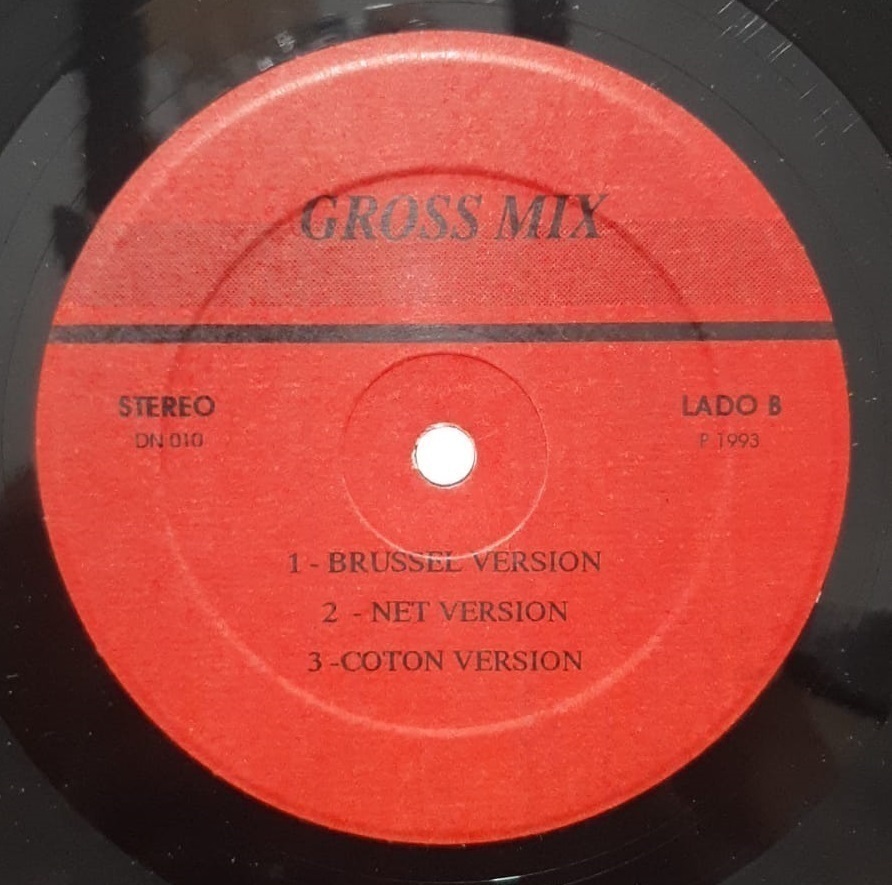 GROSS MIX
STEREO LADO B
DN 010 P 1993
1 - BRUSSEL VERSION
2 - NET VERSION
3 -COTON VERSION